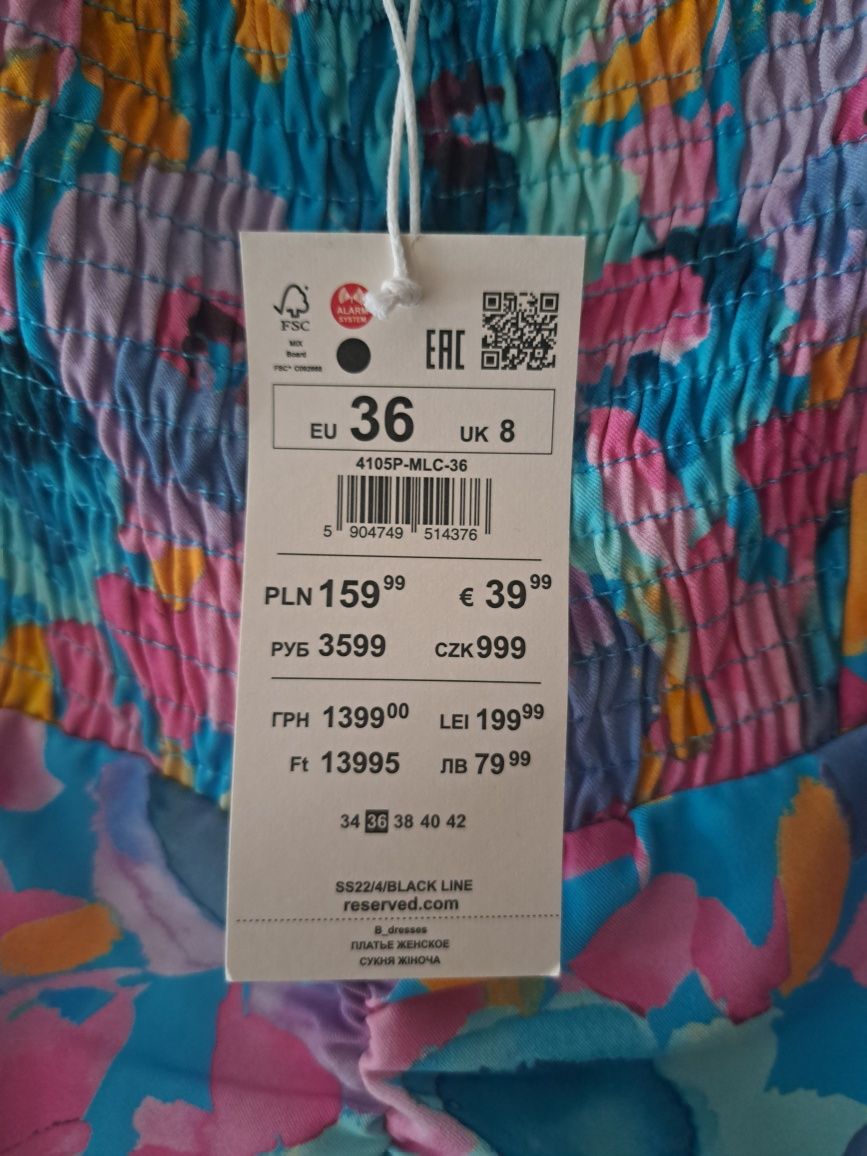 FSC
MIX
Board
FSC® C092668
ALARM
SYSTEM
EAC
EU 36 UK 8
4105P-MLC-36
5 904749 514376
PLN 159 99 € 39 99
РУБ 3599 CZK 999
ГРН 1399 00 LEI 199 99
Ft 13995 ЛВ 79 99
34 36 38 40 42
SS22/4/BLACK LINE
reserved.com
B_dresses
ПЛАТЬЕ ЖЕНСКОЕ
СУКНЯ ЖІНОЧА